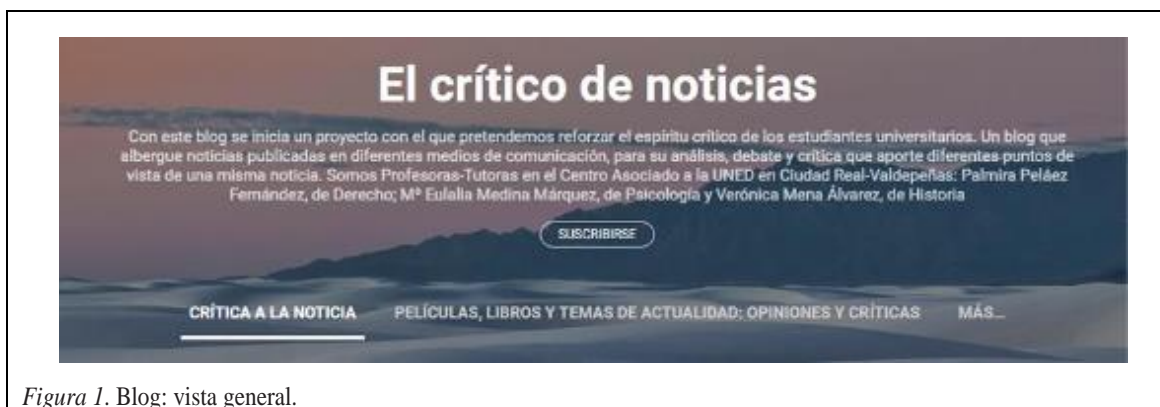 El crítico de noticias
Con este blog se inicia un proyecto con el que pretendemos reforzar el espíritu crítico de los estudiantes universitarios. Un blog que
albergue noticias publicadas en diferentes medios de comunicación, para su análisis, debate y crítica que aporte diferentes puntos de
vista de una misma noticia. Somos Profesoras-Tutoras en el Centro Asociado a la UNED en Ciudad Real-Valdepeñas: Palmira Peláez
Fernández, de Derecho; Mª Eulalia Medina Márquez, de Psicología y Verónica Mena Álvarez, de Historia
SUSCRIBIRSE
CRÍTICA A LA NOTICIA PELÍCULAS, LIBROS Y TEMAS DE ACTUALIDAD: OPINIONES Y CRÍTICAS MÁS...
Figura 1. Blog: vista general.